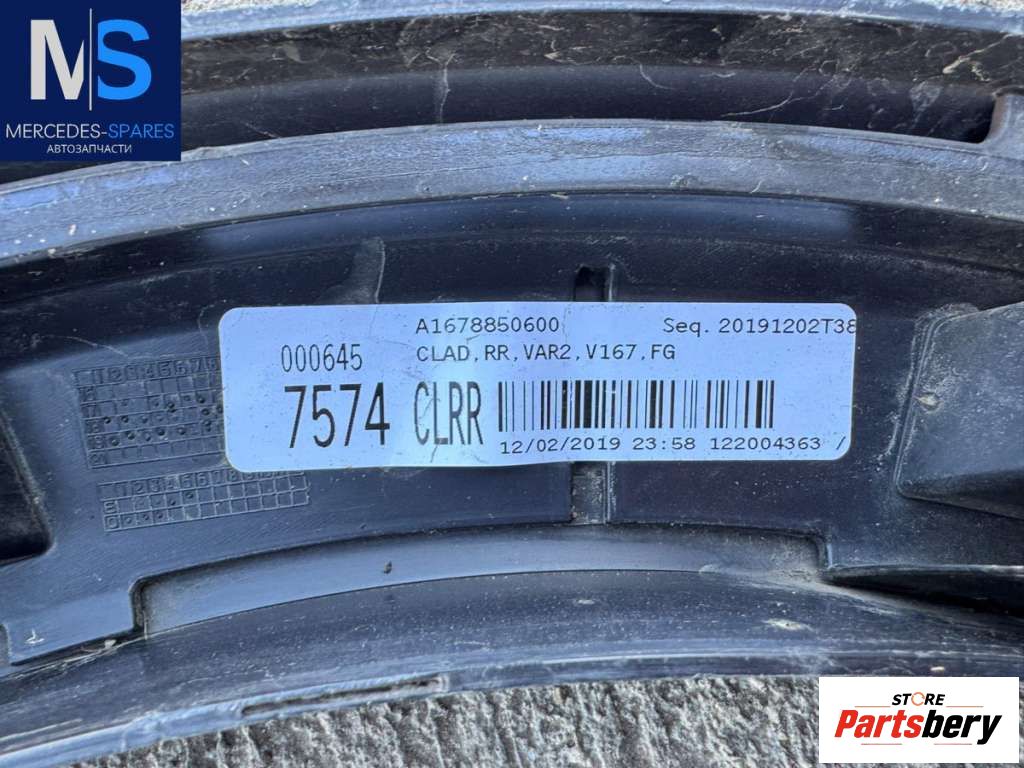 MS
MERCEDES-SPARES
АВТОЗАПЧАСТИ
A1678850600
Seq. 20191202T38
000645
CLAD,RR,VAR2,V167,FG
7574 CLRR
12/02/2019 23:58 122004363 /
STORE
Partsbery